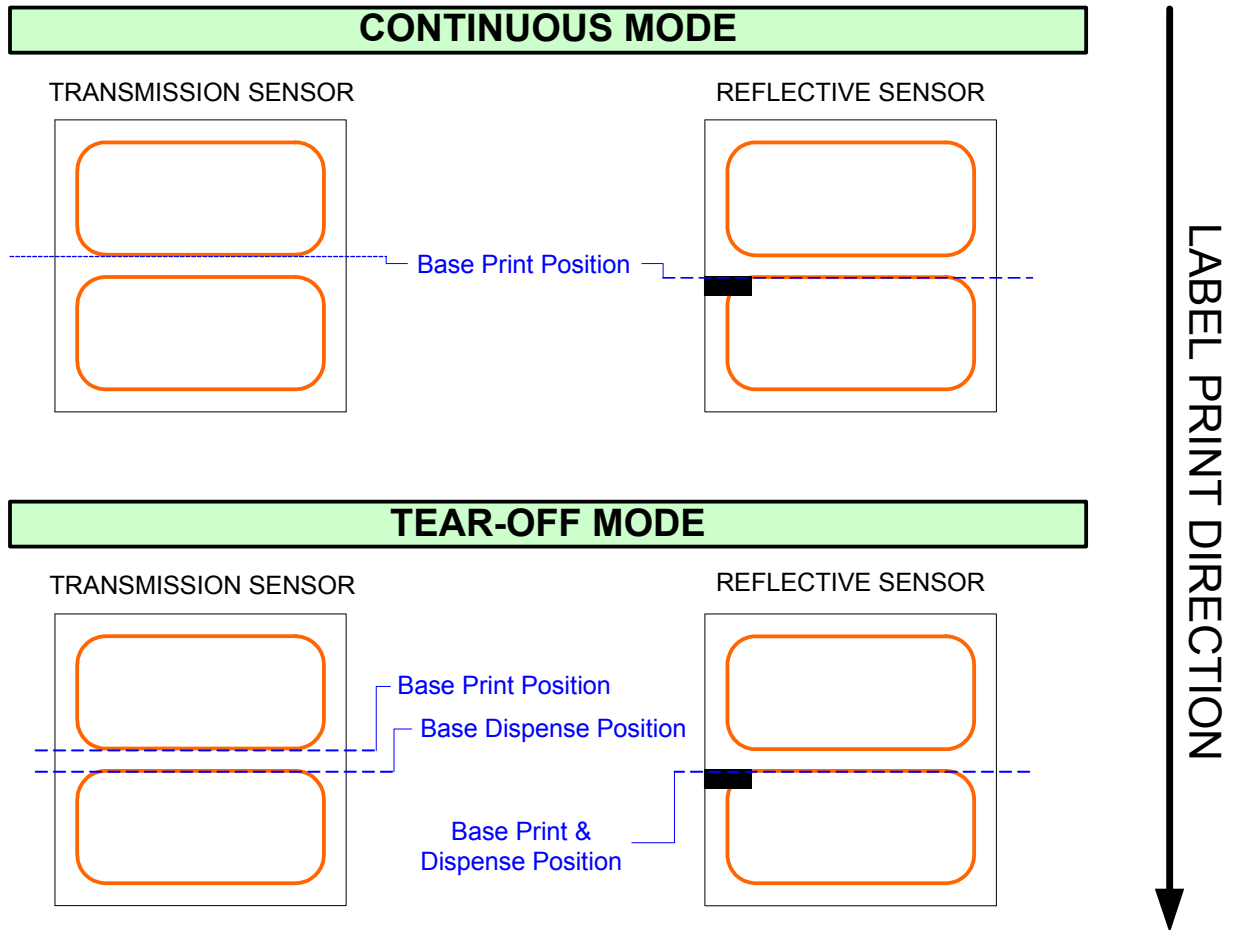 CONTINUOUS MODE
TRANSMISSION SENSOR
REFLECTIVE SENSOR
Base Print Position
TEAR-OFF MODE
TRANSMISSION SENSOR
REFLECTIVE SENSOR
Base Print Position
Base Dispense Position
Base Print &
Dispense Position
LABEL PRINT DIRECTION